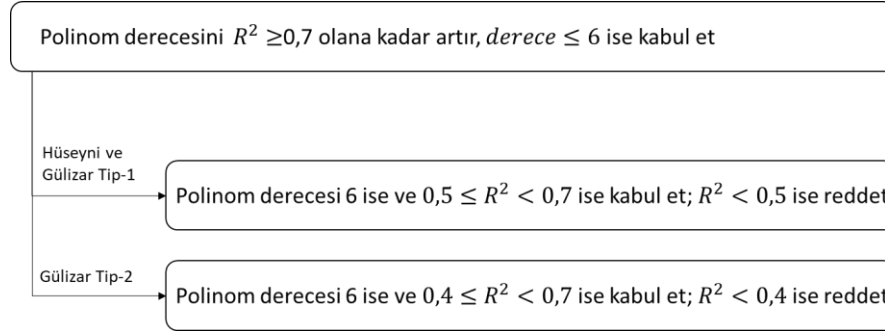 Polinom derecesini R² ≥0,7 olana kadar artır, derece ≤ 6 ise kabul et
Hüseyni ve
Gülizar Tip-1
Polinom derecesi 6 ise ve 0,5 ≤ R² < 0,7 ise kabul et; R² < 0,5 ise reddet
Gülizar Tip-2
Polinom derecesi 6 ise ve 0,4 ≤ R² < 0,7 ise kabul et; R² < 0,4 ise reddet